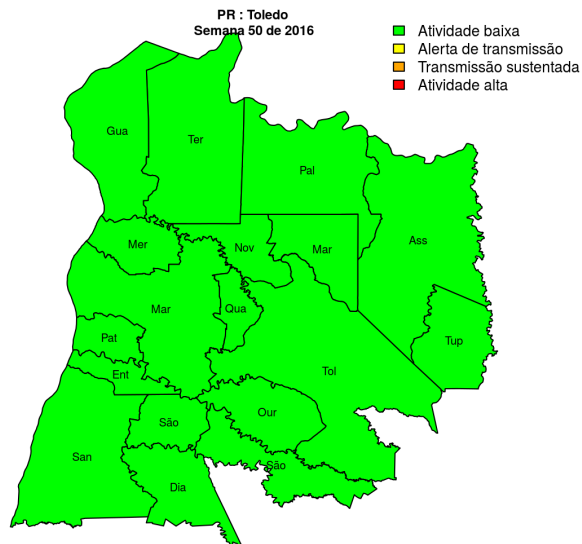 PR : Toledo
Semana 50 de 2016
Atividade baixa
Alerta de transmissão
Transmissão sustentada
Atividade alta
Gua
Ter
Pal
Mer
Nov
Mar
Ass
Mar
Qua
Pat
Tup
Ent
Tol
São
Our
San
São
Dia